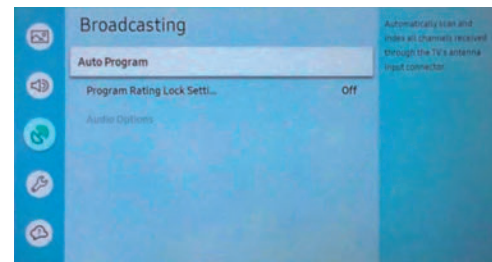 Broadcasting
Auto Program
Program Rating Lock Setti... Off
Audio Options
Automatically scan and
index all channels received
through the TV's antenna
input connector.